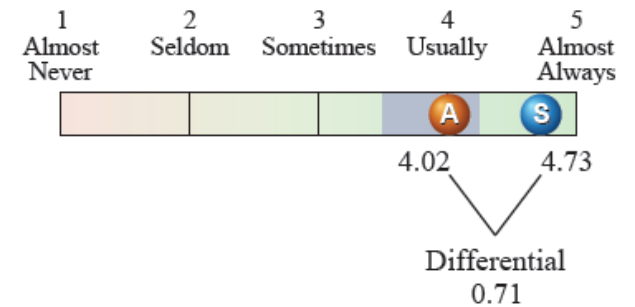 1 2 3 4 5
Almost Seldom Sometimes Usually Almost
Never Always
A S
4.02 4.73
Differential
0.71